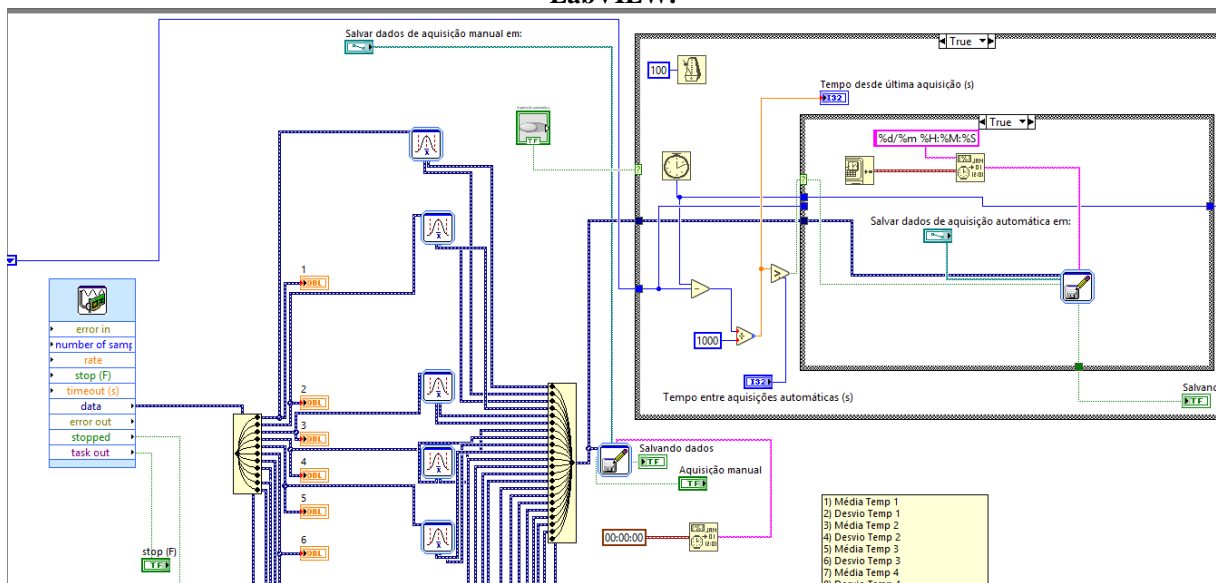 LabVIEW.
Salvar dados de aquisição manual em:
True
100
Tempo desde última aquisição (s)
I32
True
%d/%m %H:%M:%S
TF
Salvar dados de aquisição automática em:
1
DBL
error in
number of samp
rate
stop (F)
timeout (s)
data
error out
stopped
task out
1000
I32
Tempo entre aquisições automáticas (s)
2
DBL
3
DBL
4
DBL
5
DBL
6
DBL
Salvando
TF
Salvando dados
TF
Aquisição manual
TF
00:00:00
stop (F)
TF
1) Média Temp 1
2) Desvio Temp 1
3) Média Temp 2
4) Desvio Temp 2
5) Média Temp 3
6) Desvio Temp 3
7) Média Temp 4